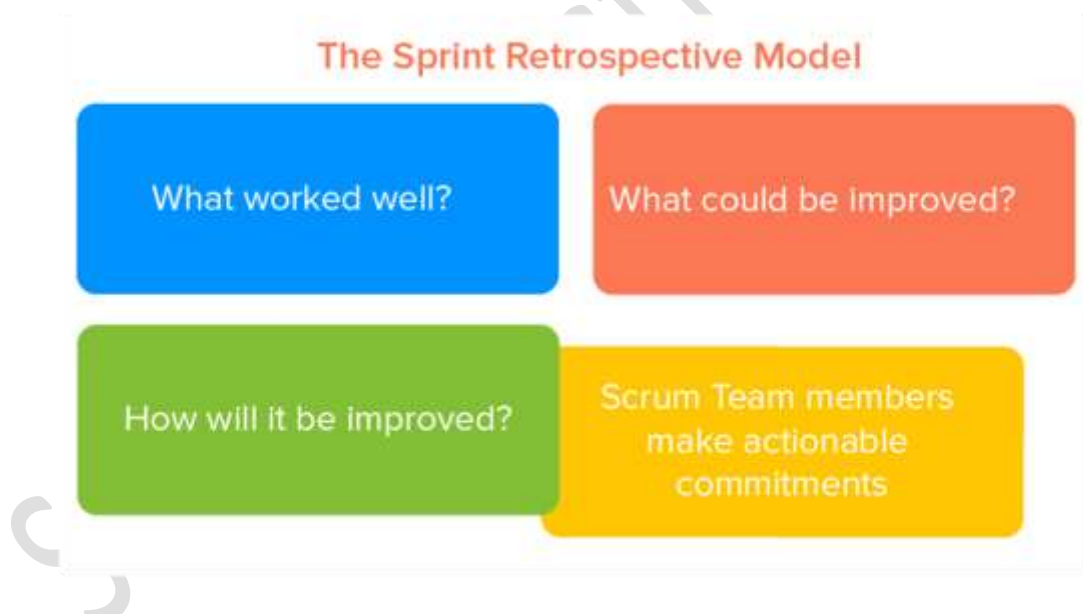 The Sprint Retrospective Model
What worked well?
What could be improved?
How will it be improved?
Scrum Team members
make actionable
commitments